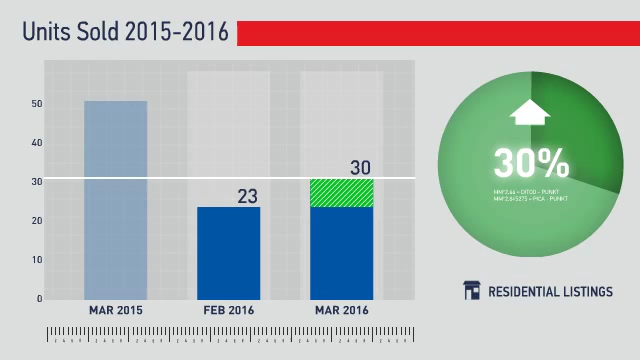 Units Sold 2015-2016
50
40
30
20
10
0
23
30
MAR 2015
FEB 2016
MAR 2016
30%
RESIDENTIAL LISTINGS